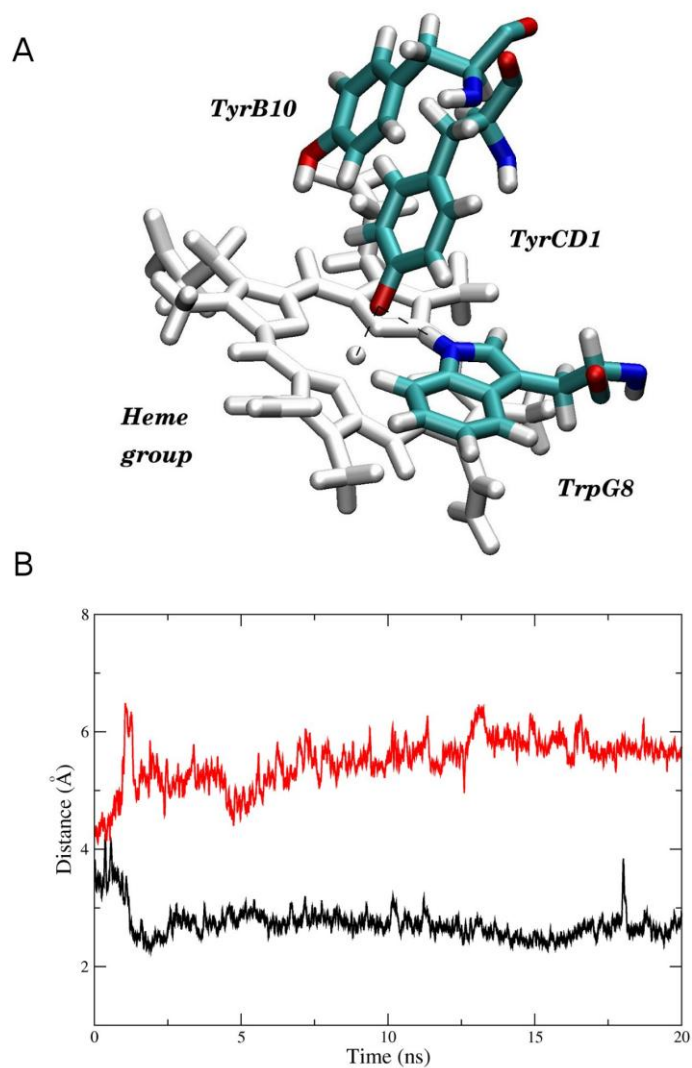 A
TyrB10
TyrCD1
Heme
group
TrpG8
B
8
6
4
2
Distance (Å)
0
5
10
15
20
Time (ns)